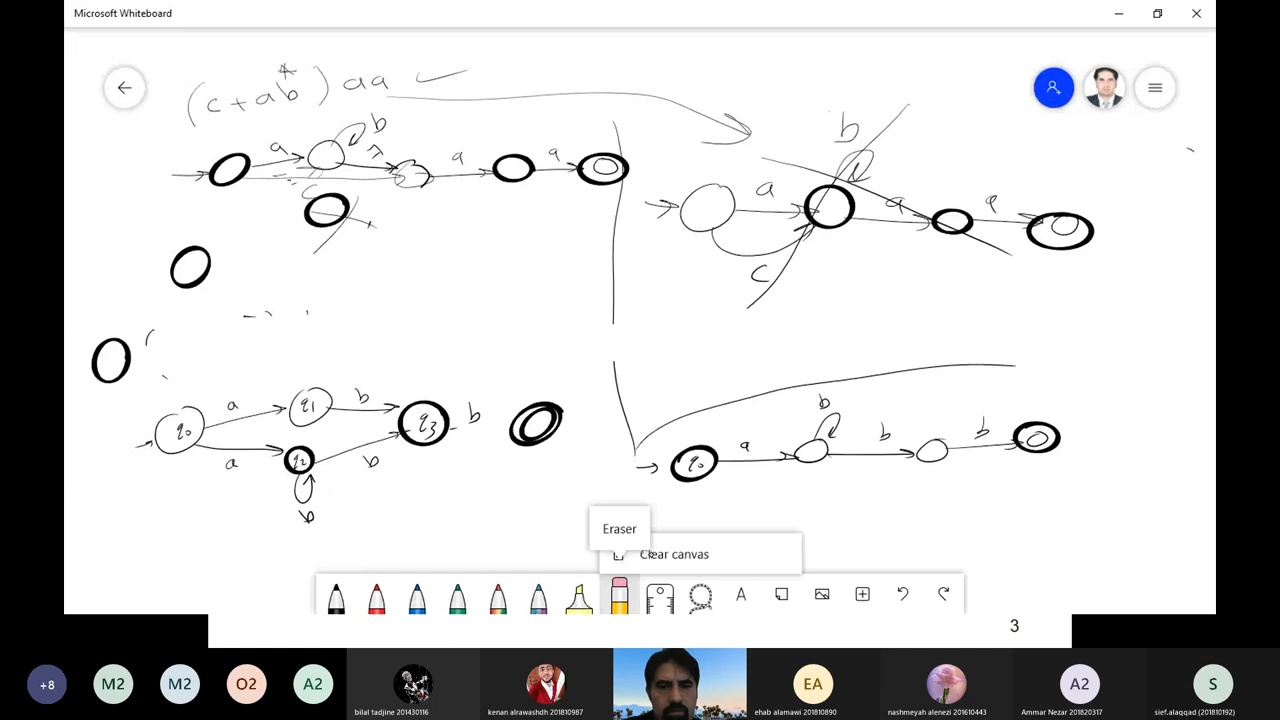 Microsoft Whiteboard
(c + ab*) aa
a b λ a a
c
b
a a a
c
a q1 b
q0 q3 b
a q2 b
b
b
q0 a b b
Eraser
Clear canvas
A
3
+8 M2 M2 O2 A2 EA A2 S
bilal tadjine 201430116 kenan alrawashdh 201810987 ehab alamawi 201810890 nashmeyah alenezi 201610443 Ammar Nezar 201820317 sief.alaqqad (201810192)